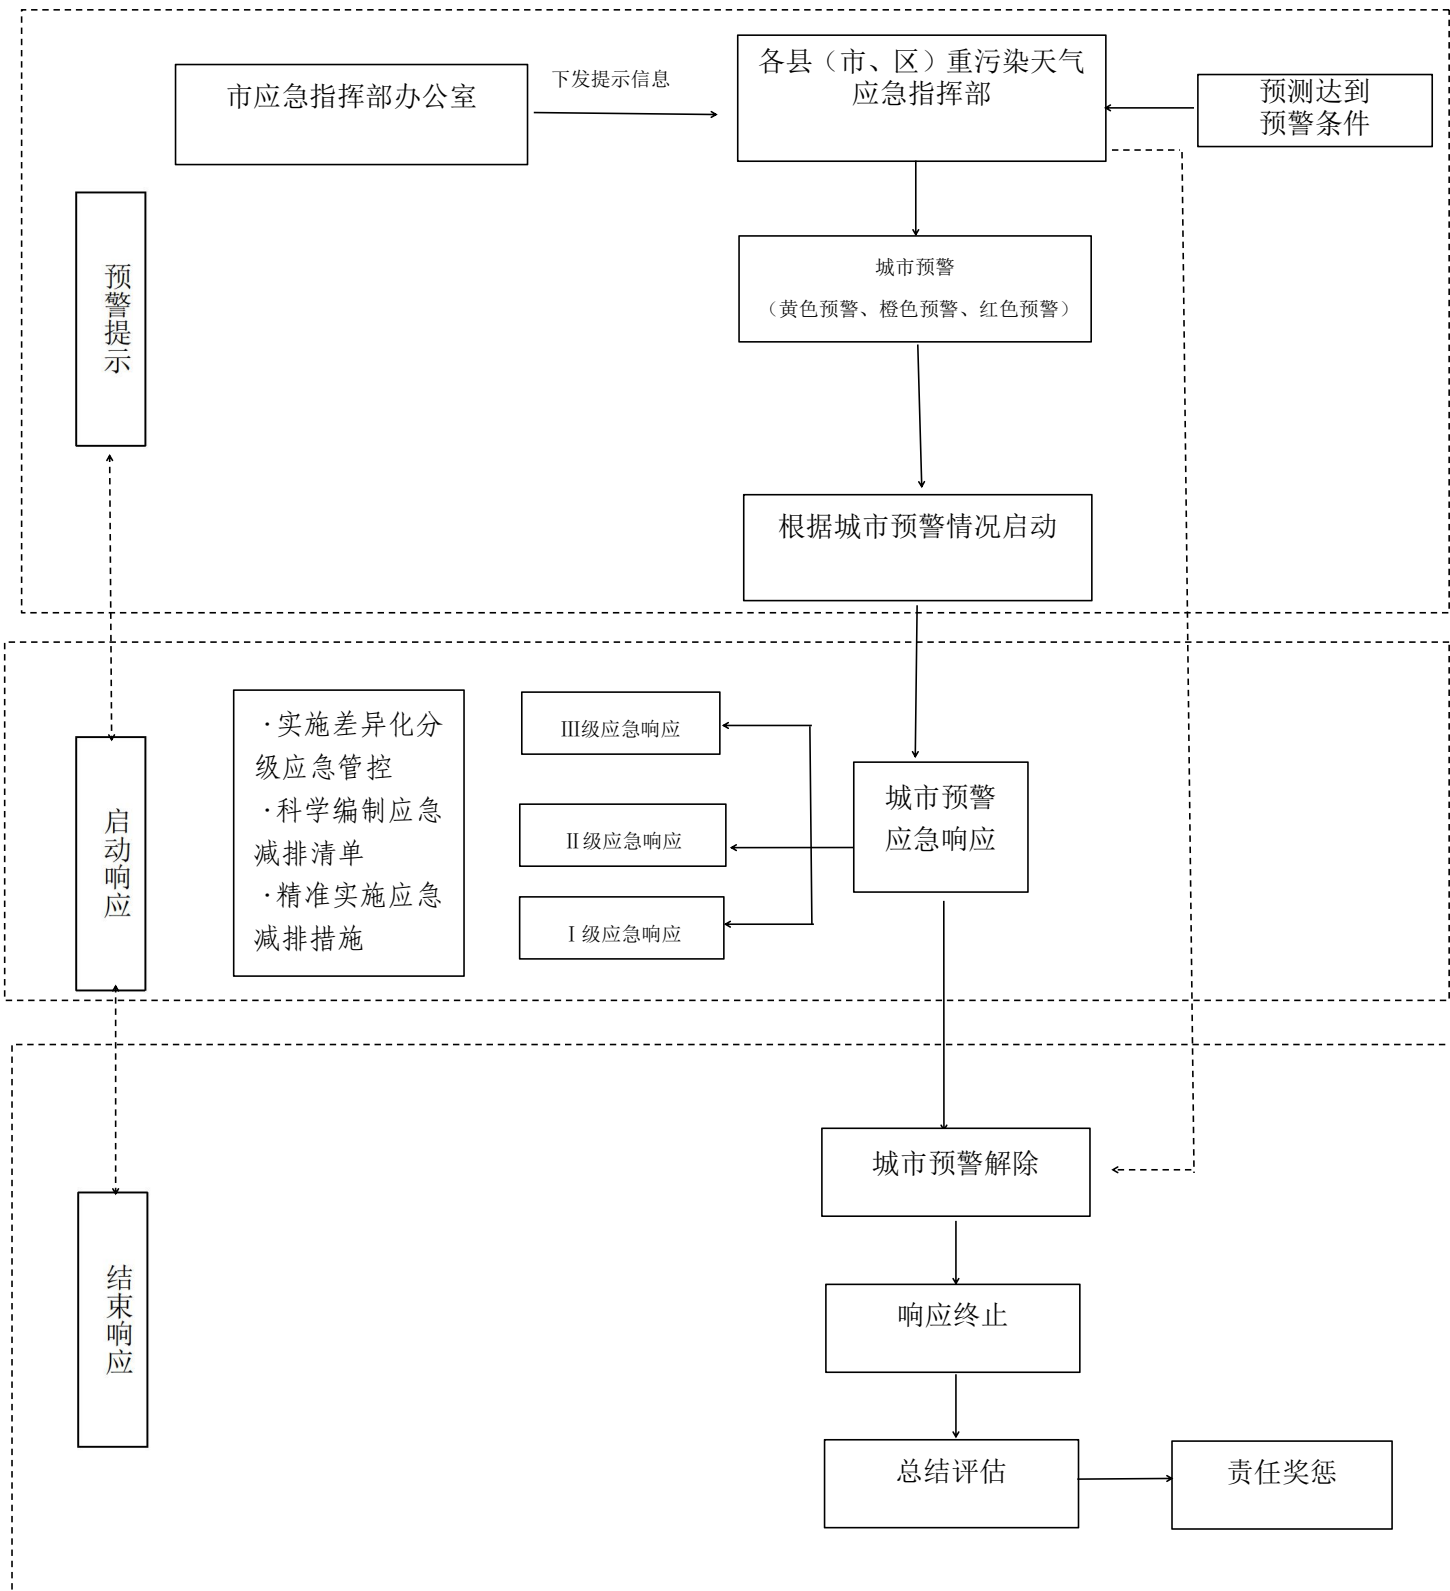 市应急指挥部办公室
下发提示信息
各县（市、区）重污染天气
应急指挥部
预测达到
预警条件
预警提示
城市预警
（黄色预警、橙色预警、红色预警）
根据城市预警情况启动
启动响应
·实施差异化分
级应急管控
·科学编制应急
减排清单
·精准实施应急
减排措施
Ⅲ级应急响应
Ⅱ级应急响应
Ⅰ级应急响应
城市预警
应急响应
结束响应
城市预警解除
响应终止
总结评估
责任奖惩